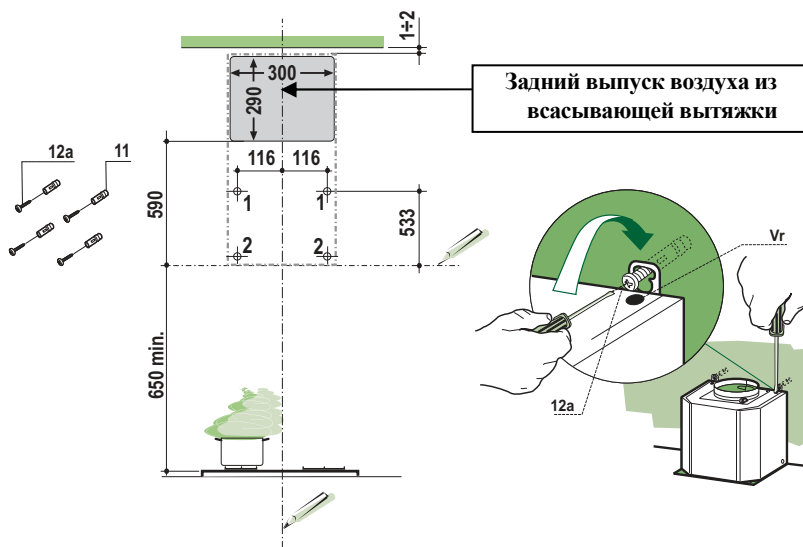 1÷2
300
290
Задний выпуск воздуха из
всасывающей вытяжки
12a
11
116
116
590
1
1
533
2
2
Vr
650 min.
12a